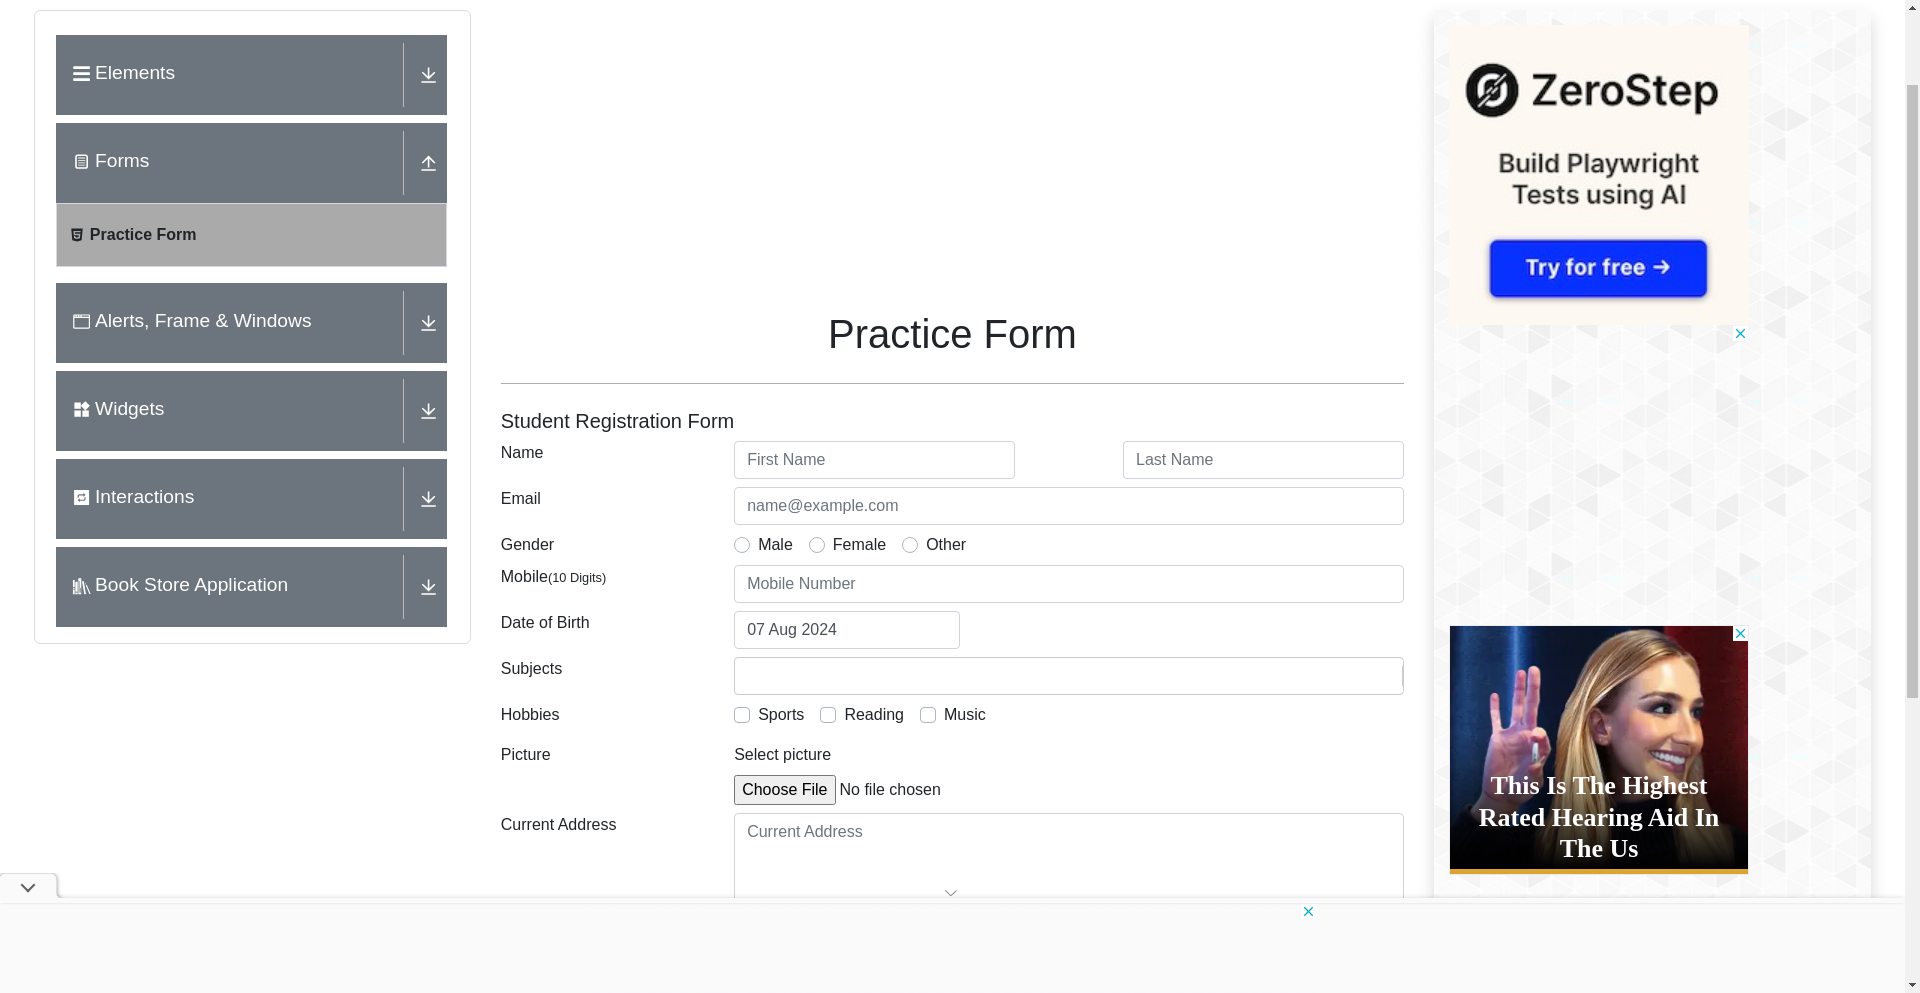 Elements
Forms
Practice Form
Alerts, Frame & Windows
Widgets
Interactions
Book Store Application
Practice Form
Student Registration Form
Name
First Name
Last Name
Email
name@example.com
Gender
Male
Female
Other
Mobile(10 Digits)
Mobile Number
Date of Birth
07 Aug 2024
Subjects
Hobbies
Sports
Reading
Music
Picture
Select picture
Choose File No file chosen
Current Address
Current Address
ZeroStep
Build Playwright
Tests using AI
Try for free →
This Is The Highest
Rated Hearing Aid In
The Us